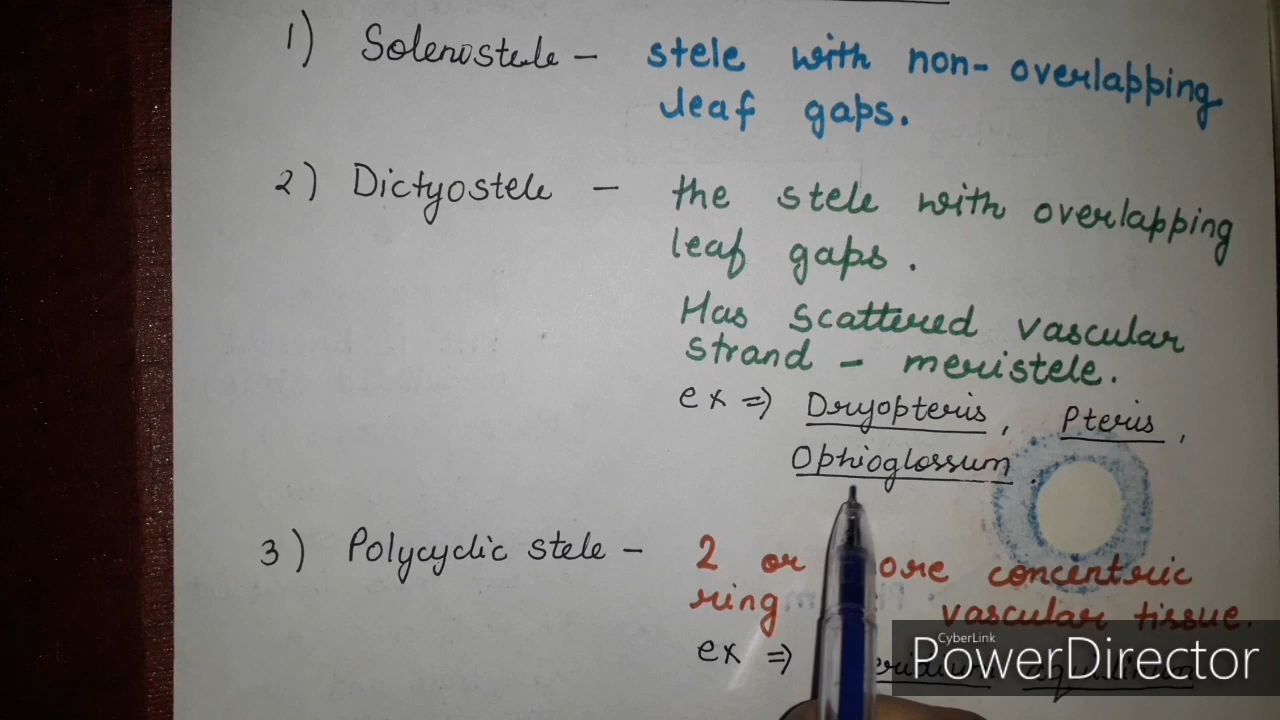 1) Solenostele - stele with non-overlapping
leaf gaps.
2) Dictyostele - the stele with overlapping
leaf gaps.
Has scattered vascular
strand - meristele.
ex => Dryopteris, Pteris,
Ophioglossum.
3) Polycyclic stele - 2 or ore concentric
ring vascular tissue.
ex =>
CyberLink
PowerDirector